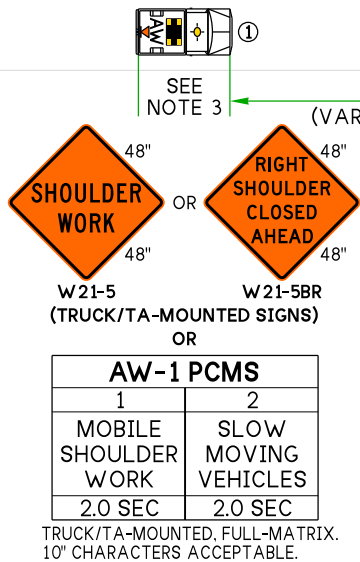 AW
①
SEE
NOTE 3
(VAR
48"
48"
SHOULDER
WORK
OR
RIGHT
SHOULDER
CLOSED
AHEAD
48"
48"
W21-5
W21-5BR
(TRUCK/TA-MOUNTED SIGNS)
OR
AW-1 PCMS
1
2
MOBILE
SHOULDER
WORK
SLOW
MOVING
VEHICLES
2.0 SEC
2.0 SEC
TRUCK/TA-MOUNTED, FULL-MATRIX.
10" CHARACTERS ACCEPTABLE.